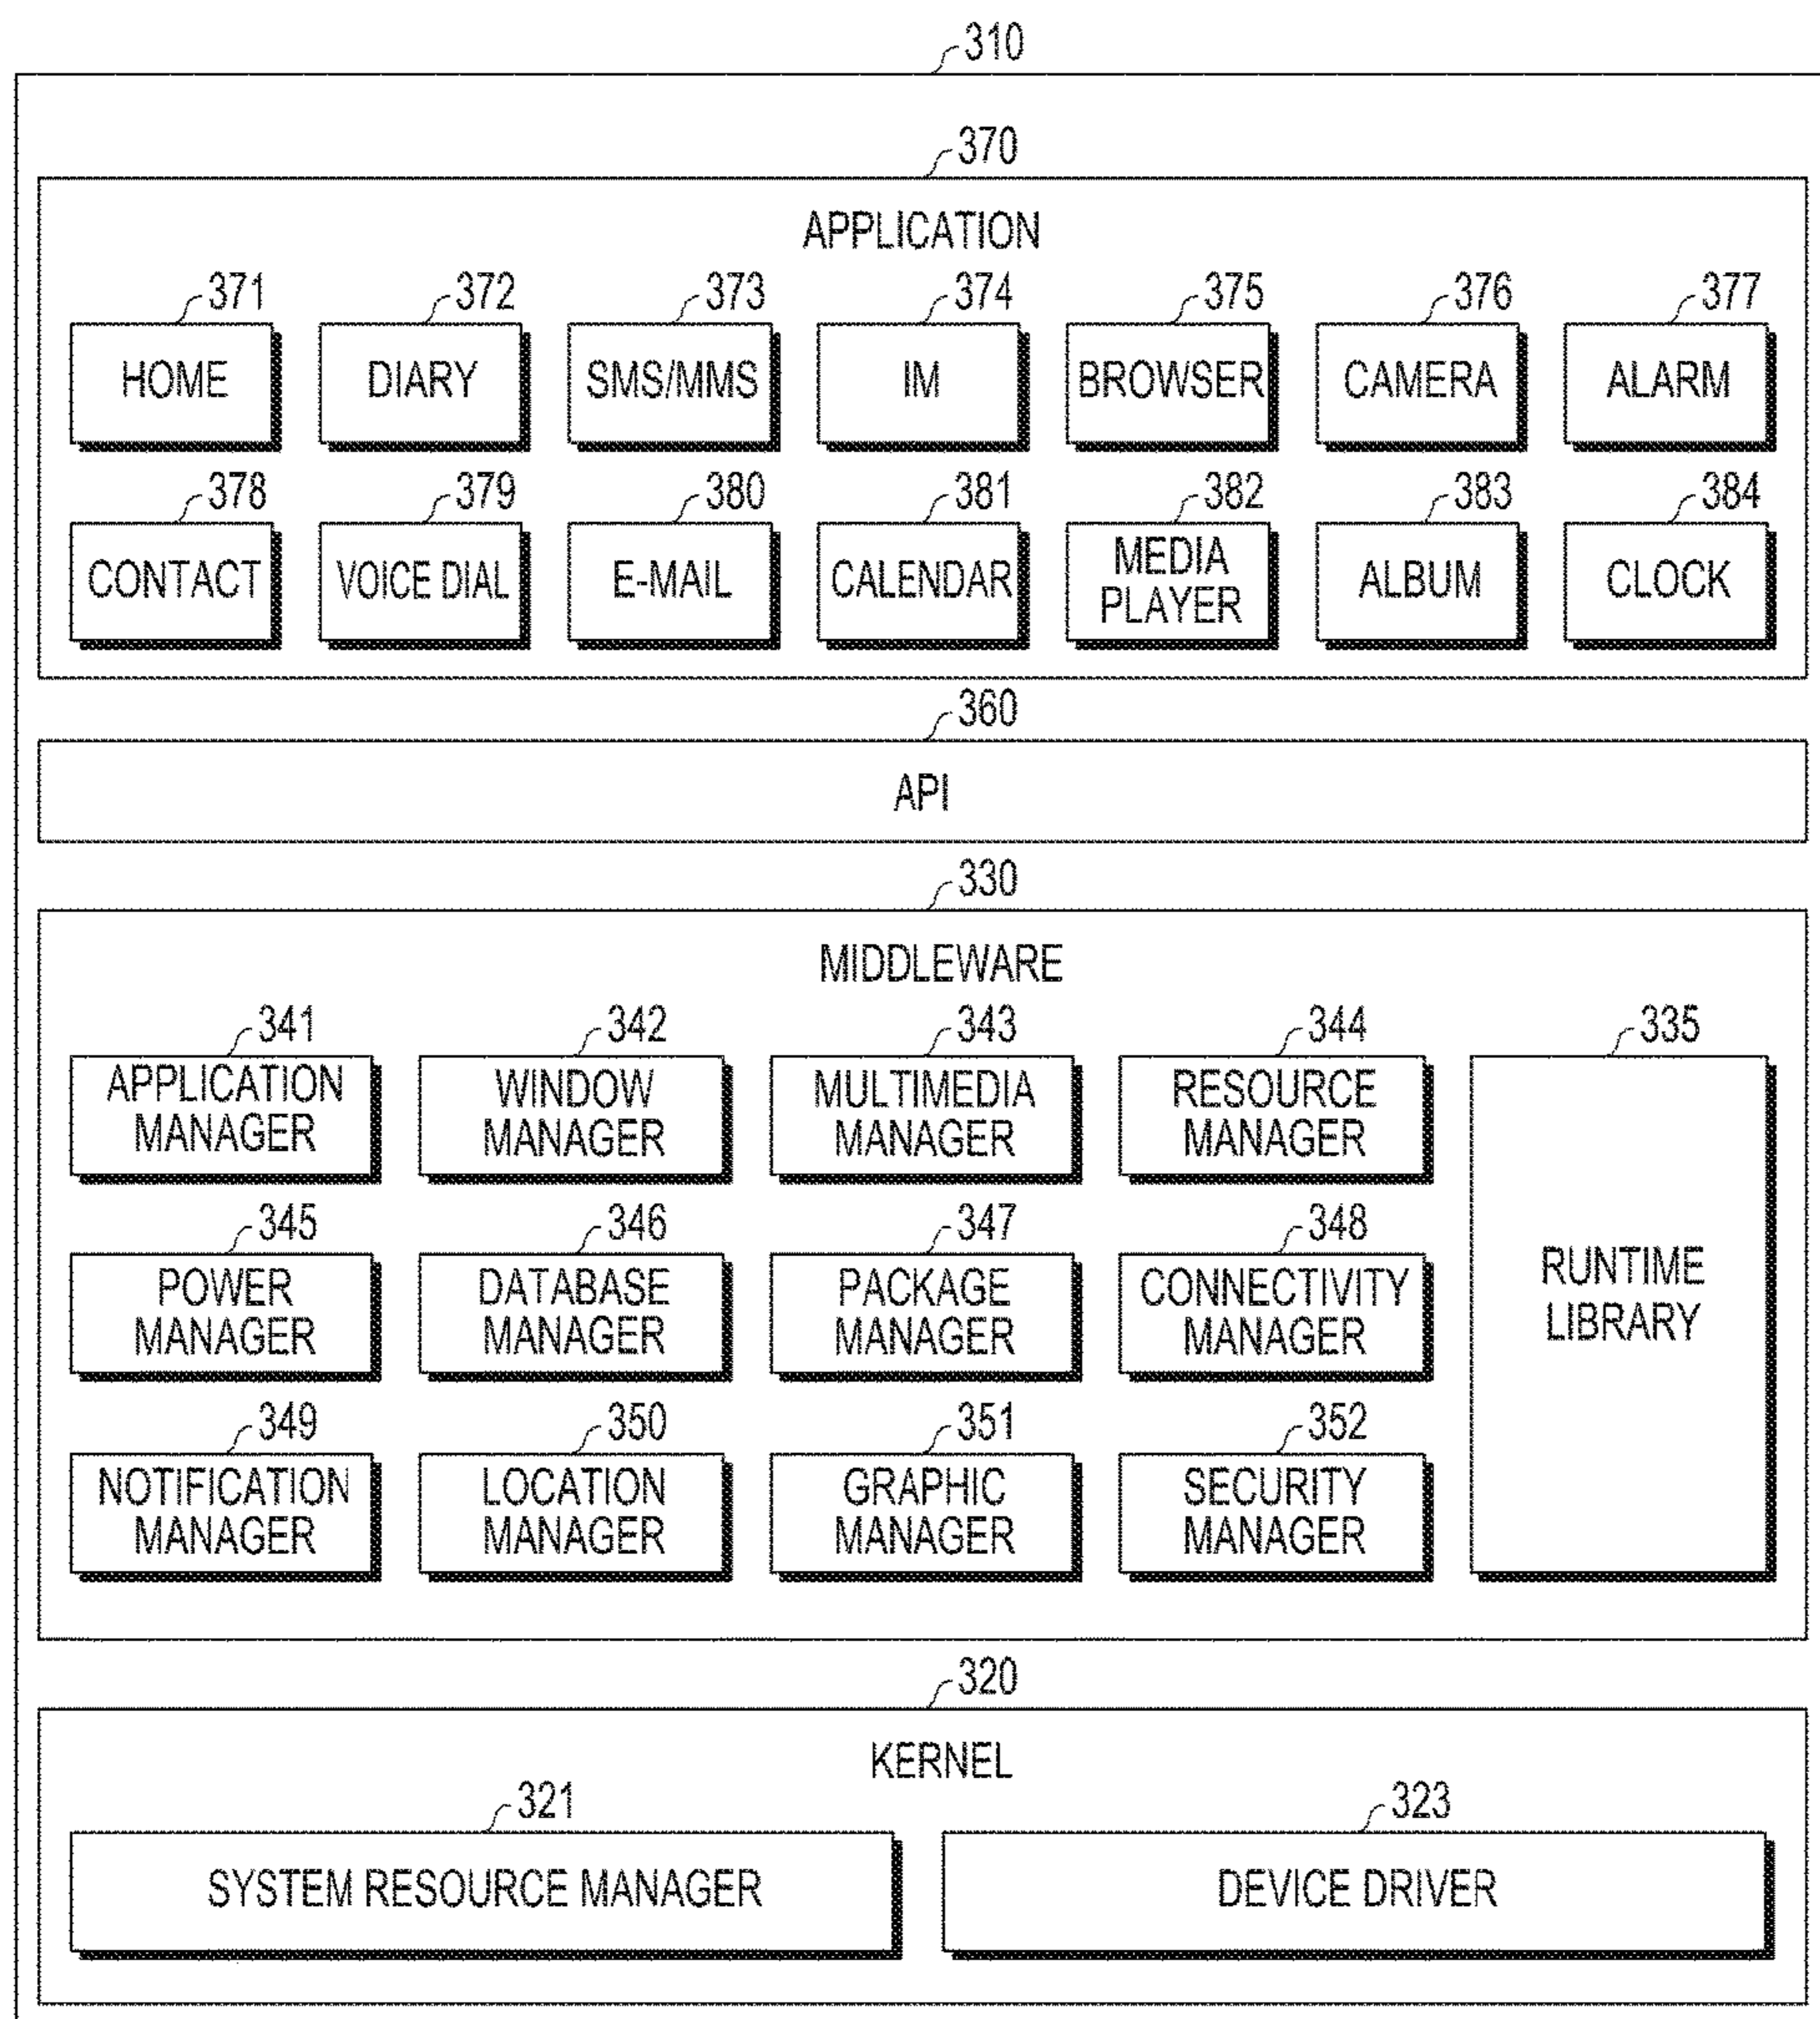 310
370
APPLICATION
371 372 373 374 375 376 377
HOME DIARY SMS/MMS IM BROWSER CAMERA ALARM
378 379 380 381 382 383 384
CONTACT VOICE DIAL E-MAIL CALENDAR MEDIA PLAYER ALBUM CLOCK
360
API
330
MIDDLEWARE
341 342 343 344 335
APPLICATION MANAGER WINDOW MANAGER MULTIMEDIA MANAGER RESOURCE MANAGER
345 346 347 348
POWER MANAGER DATABASE MANAGER PACKAGE MANAGER CONNECTIVITY MANAGER RUNTIME LIBRARY
349 350 351 352
NOTIFICATION MANAGER LOCATION MANAGER GRAPHIC MANAGER SECURITY MANAGER
320
KERNEL
321 323
SYSTEM RESOURCE MANAGER DEVICE DRIVER